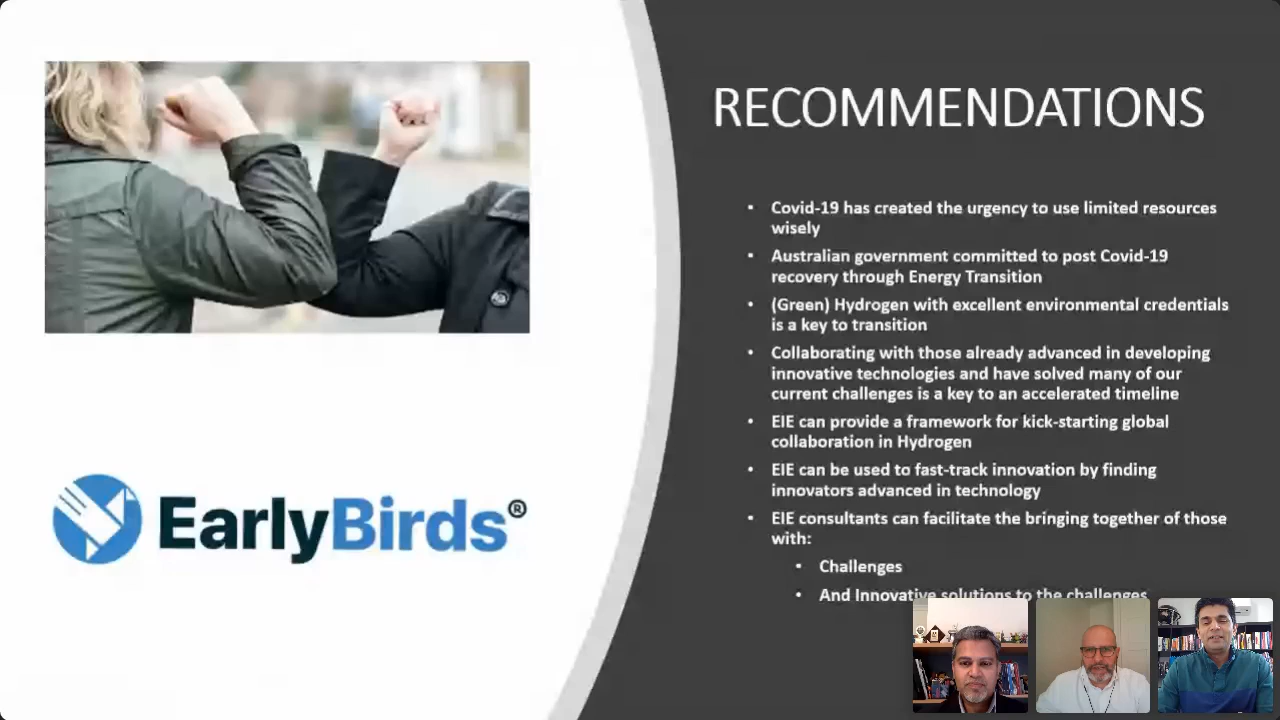 RECOMMENDATIONS
• Covid-19 has created the urgency to use limited resources
wisely
• Australian government committed to post Covid-19
recovery through Energy Transition
• (Green) Hydrogen with excellent environmental credentials
is a key to transition
• Collaborating with those already advanced in developing
innovative technologies and have solved many of our
current challenges is a key to an accelerated timeline
• EIE can provide a framework for kick-starting global
collaboration in Hydrogen
• EIE can be used to fast-track innovation by finding
innovators advanced in technology
• EIE consultants can facilitate the bringing together of those
with:
• Challenges
• And Innovative solutions to the challenges
EarlyBirds®